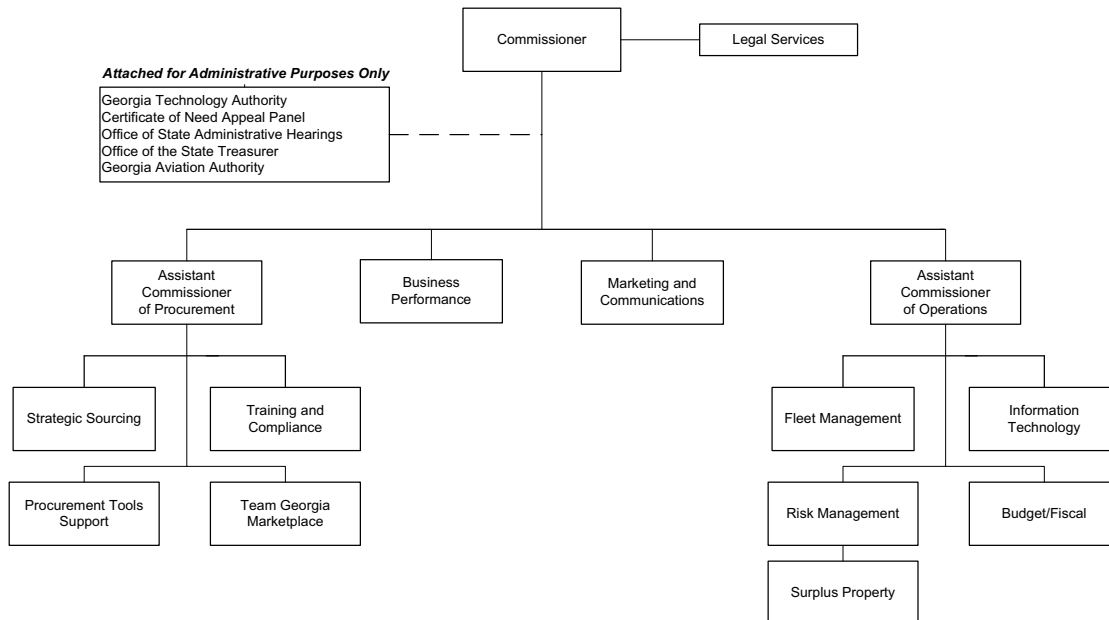 Commissioner
Legal Services
Attached for Administrative Purposes Only
Georgia Technology Authority
Certificate of Need Appeal Panel
Office of State Administrative Hearings
Office of the State Treasurer
Georgia Aviation Authority
Assistant
Commissioner
of Procurement
Business
Performance
Marketing and
Communications
Assistant
Commissioner
of Operations
Strategic Sourcing
Training and
Compliance
Fleet Management
Information
Technology
Procurement Tools
Support
Team Georgia
Marketplace
Risk Management
Budget/Fiscal
Surplus Property